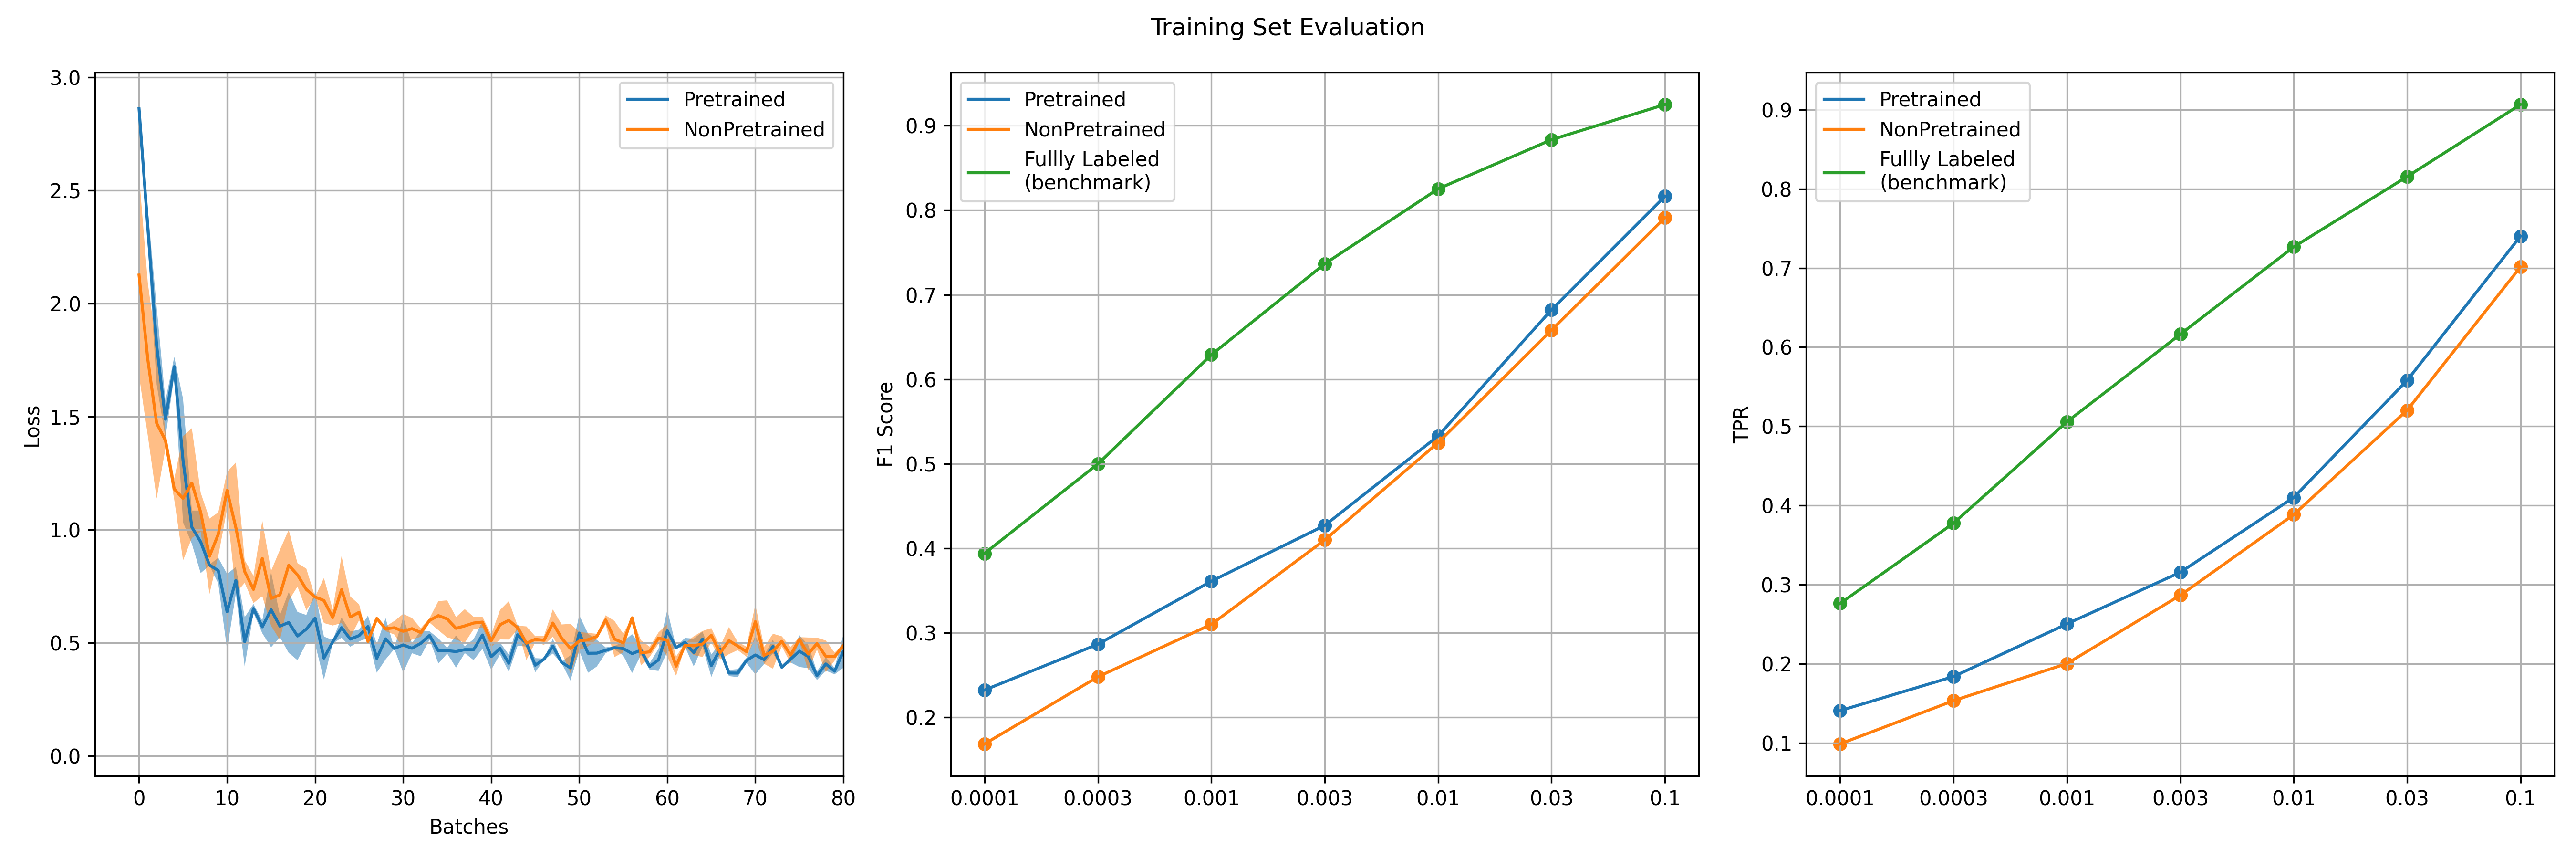 Training Set Evaluation
3.0
2.5
2.0
1.5
1.0
0.5
0.0
Loss
Pretrained
NonPretrained
0 10 20 30 40 50 60 70 80
Batches
0.9
0.8
0.7
0.6
0.5
0.4
0.3
0.2
F1 Score
Pretrained
NonPretrained
Fullly Labeled
(benchmark)
0.0001 0.0003 0.001 0.003 0.01 0.03 0.1
0.9
0.8
0.7
0.6
0.5
0.4
0.3
0.2
0.1
TPR
Pretrained
NonPretrained
Fullly Labeled
(benchmark)
0.0001 0.0003 0.001 0.003 0.01 0.03 0.1